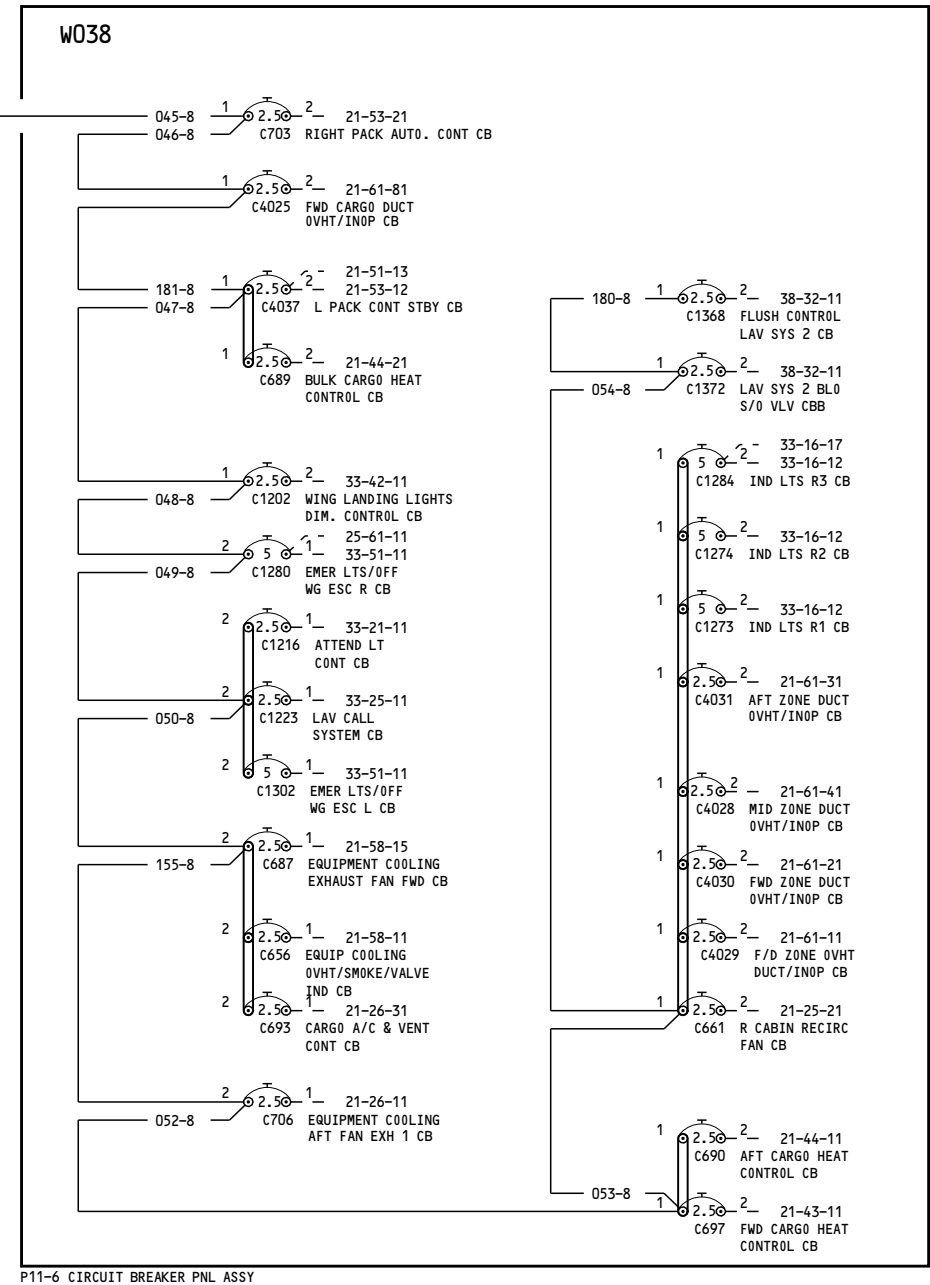 W038
045-8 1 2.5 2 21-53-21
046-8 C703 RIGHT PACK AUTO. CONT CB
1 2.5 2 21-61-81
C4025 FWD CARGO DUCT
OVHT/INOP CB
21-51-13
181-8 1 2.5 2 21-53-12
047-8 C4037 L PACK CONT STBY CB
1 2.5 2 21-44-21
C689 BULK CARGO HEAT
CONTROL CB
1 2.5 2 33-42-11
048-8 C1202 WING LANDING LIGHTS
DIM. CONTROL CB
25-61-11
2 5 1 33-51-11
049-8 C1280 EMER LTS/OFF
WG ESC R CB
2 2.5 1 33-21-11
C1216 ATTEND LT
CONT CB
2 2.5 1 33-25-11
050-8 C1223 LAV CALL
SYSTEM CB
2 5 1 33-51-11
C1302 EMER LTS/OFF
WG ESC L CB
2 2.5 1 21-58-15
155-8 C687 EQUIPMENT COOLING
EXHAUST FAN FWD CB
2 2.5 1 21-58-11
C656 EQUIP COOLING
OVHT/SMOKE/VALVE
IND CB
2 2.5 1 21-26-31
C693 CARGO A/C & VENT
CONT CB
2 2.5 1 21-26-11
052-8 C706 EQUIPMENT COOLING
AFT FAN EXH 1 CB
180-8 1 2.5 2 38-32-11
C1368 FLUSH CONTROL
LAV SYS 2 CB
1 2.5 2 38-32-11
054-8 C1372 LAV SYS 2 BLO
S/O VLV CBB
33-16-17
1 5 2 33-16-12
C1284 IND LTS R3 CB
1 5 2 33-16-12
C1274 IND LTS R2 CB
1 5 2 33-16-12
C1273 IND LTS R1 CB
1 2.5 2 21-61-31
C4031 AFT ZONE DUCT
OVHT/INOP CB
1 2.5 2 21-61-41
C4028 MID ZONE DUCT
OVHT/INOP CB
1 2.5 2 21-61-21
C4030 FWD ZONE DUCT
OVHT/INOP CB
1 2.5 2 21-61-11
C4029 F/D ZONE OVHT
DUCT/INOP CB
1 2.5 2 21-25-21
C661 R CABIN RECIRC
FAN CB
1 2.5 2 21-44-11
C690 AFT CARGO HEAT
CONTROL CB
053-8 1 2.5 2 21-43-11
C697 FWD CARGO HEAT
CONTROL CB
P11-6 CIRCUIT BREAKER PNL ASSY